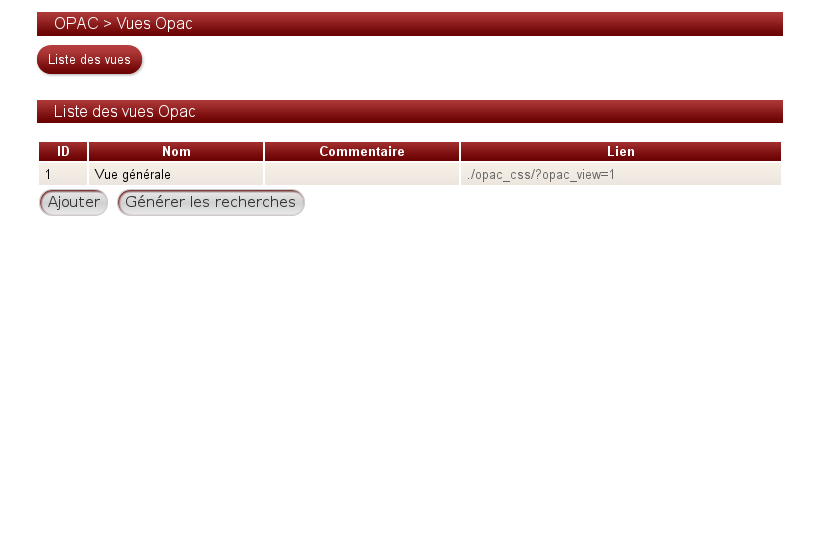 OPAC > Vues Opac
Liste des vues
Liste des vues Opac
ID Nom Commentaire Lien
1 Vue générale ./opac_css/?opac_view=1
Ajouter Générer les recherches